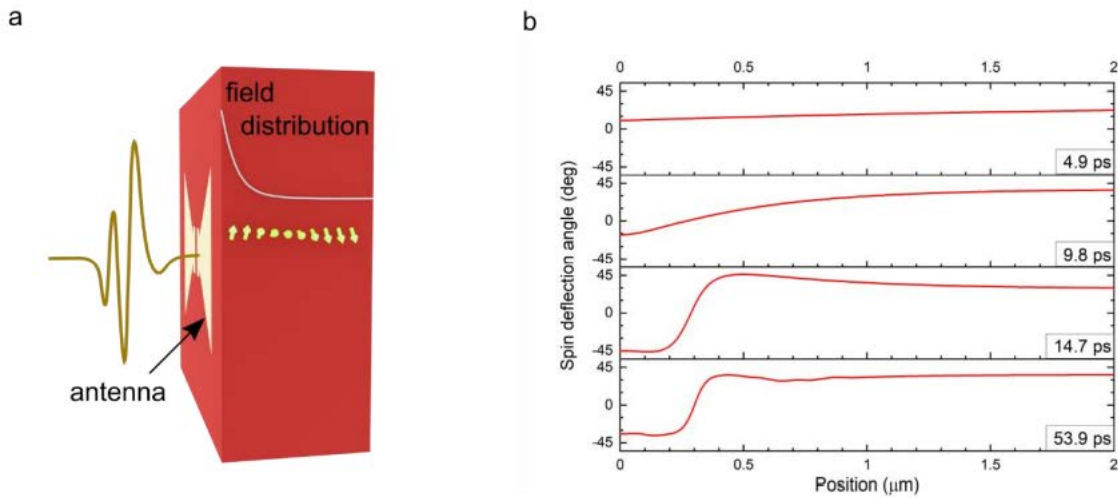 a
field
distribution
antenna
b
0 0.5 1 1.5 2
45
0
-45
4.9 ps
45
0
-45
9.8 ps
45
0
-45
14.7 ps
45
0
-45
53.9 ps
Spin deflection angle (deg)
0 0.5 1 1.5 2
Position (μm)